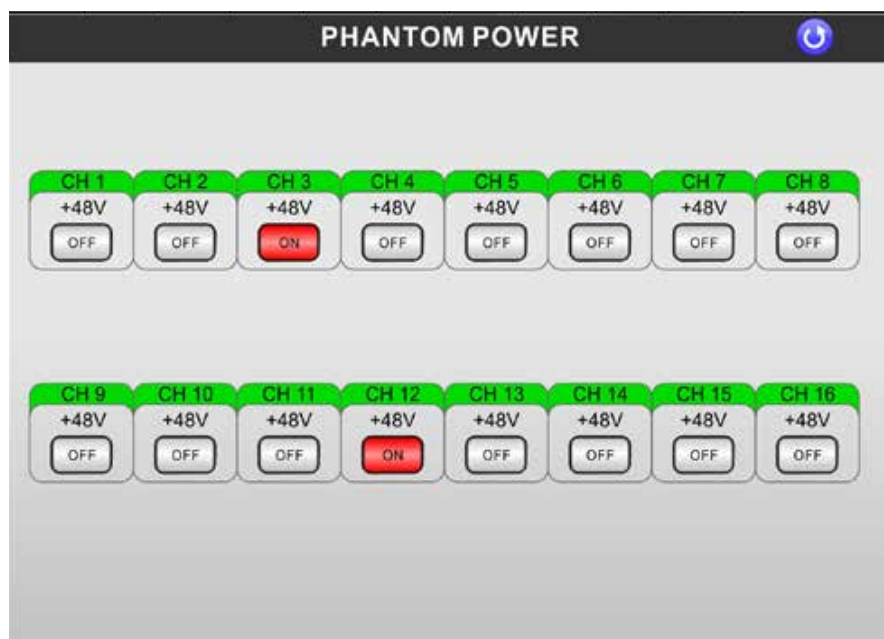 PHANTOM POWER
CH 1 CH 2 CH 3 CH 4 CH 5 CH 6 CH 7 CH 8
+48V +48V +48V +48V +48V +48V +48V +48V
OFF OFF ON OFF OFF OFF OFF OFF
CH 9 CH 10 CH 11 CH 12 CH 13 CH 14 CH 15 CH 16
+48V +48V +48V +48V +48V +48V +48V +48V
OFF OFF OFF ON OFF OFF OFF OFF